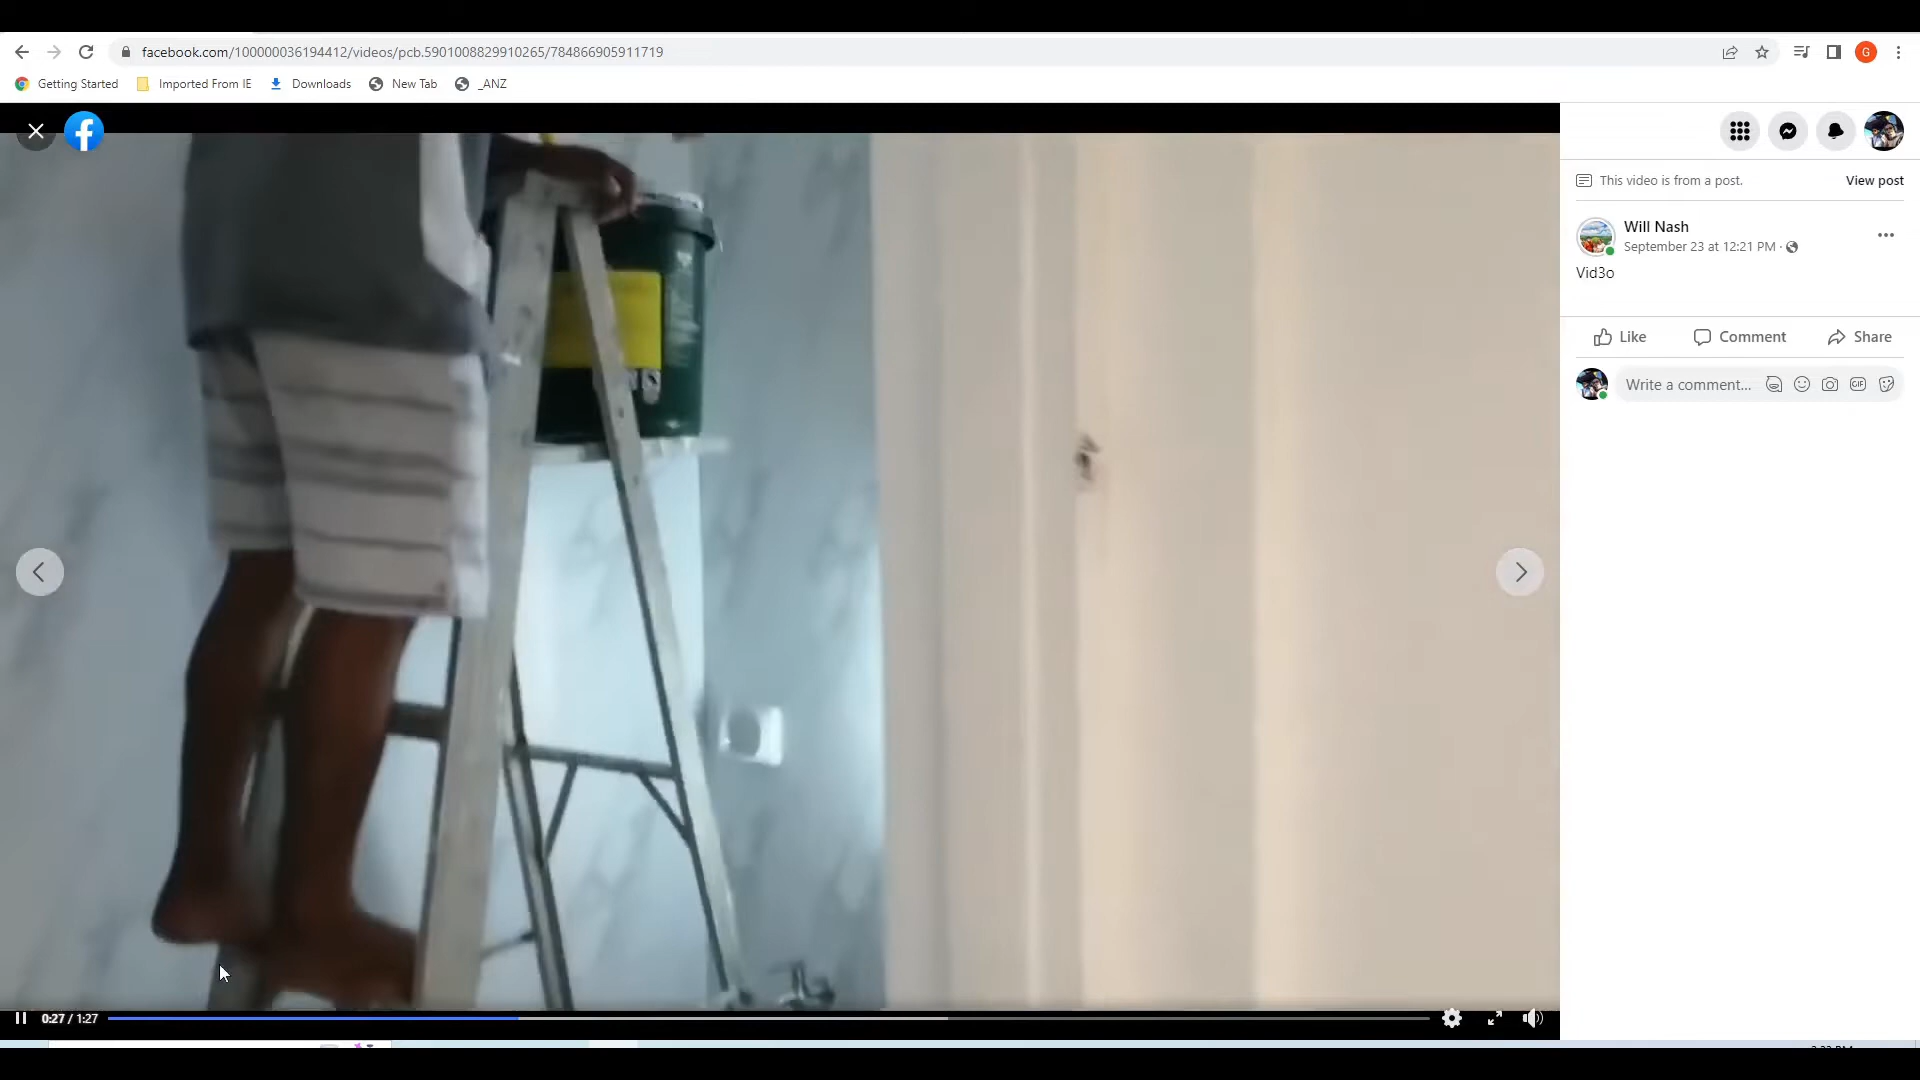 facebook.com/100000036194412/videos/pcb.5901008829910265/784866905911719
G
Getting Started
Imported From IE
Downloads
New Tab
_ANZ
This video is from a post.
View post
Will Nash
September 23 at 12:21 PM ·
Vid3o
Like
Comment
Share
Write a comment...
GIF
0:27 / 1:27